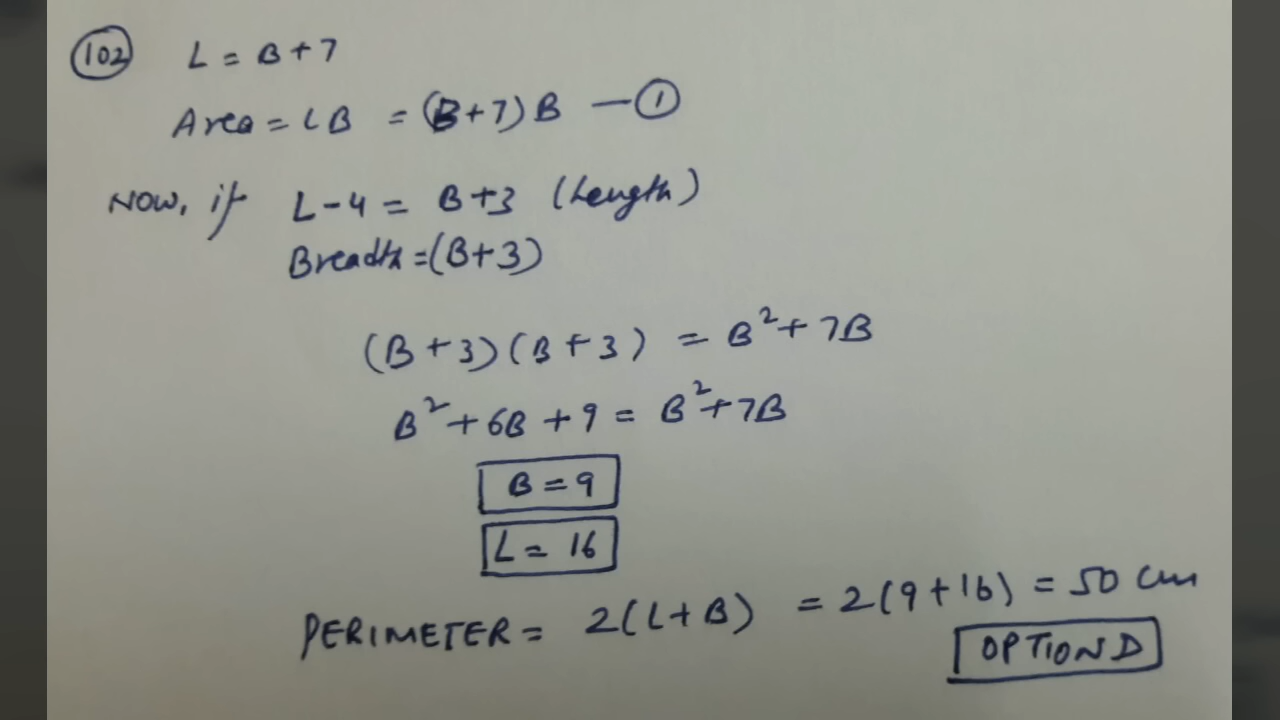 (102) L = B + 7
Area = LB = (B+7) B — (1)
Now, if L - 4 = B+3 (Length)
Breadth = (B+3)
(B+3)(B+3) = B² + 7B
B² + 6B + 9 = B² + 7B
B = 9
L = 16
PERIMETER = 2(L+B) = 2(9+16) = 50 cm
OPTION D